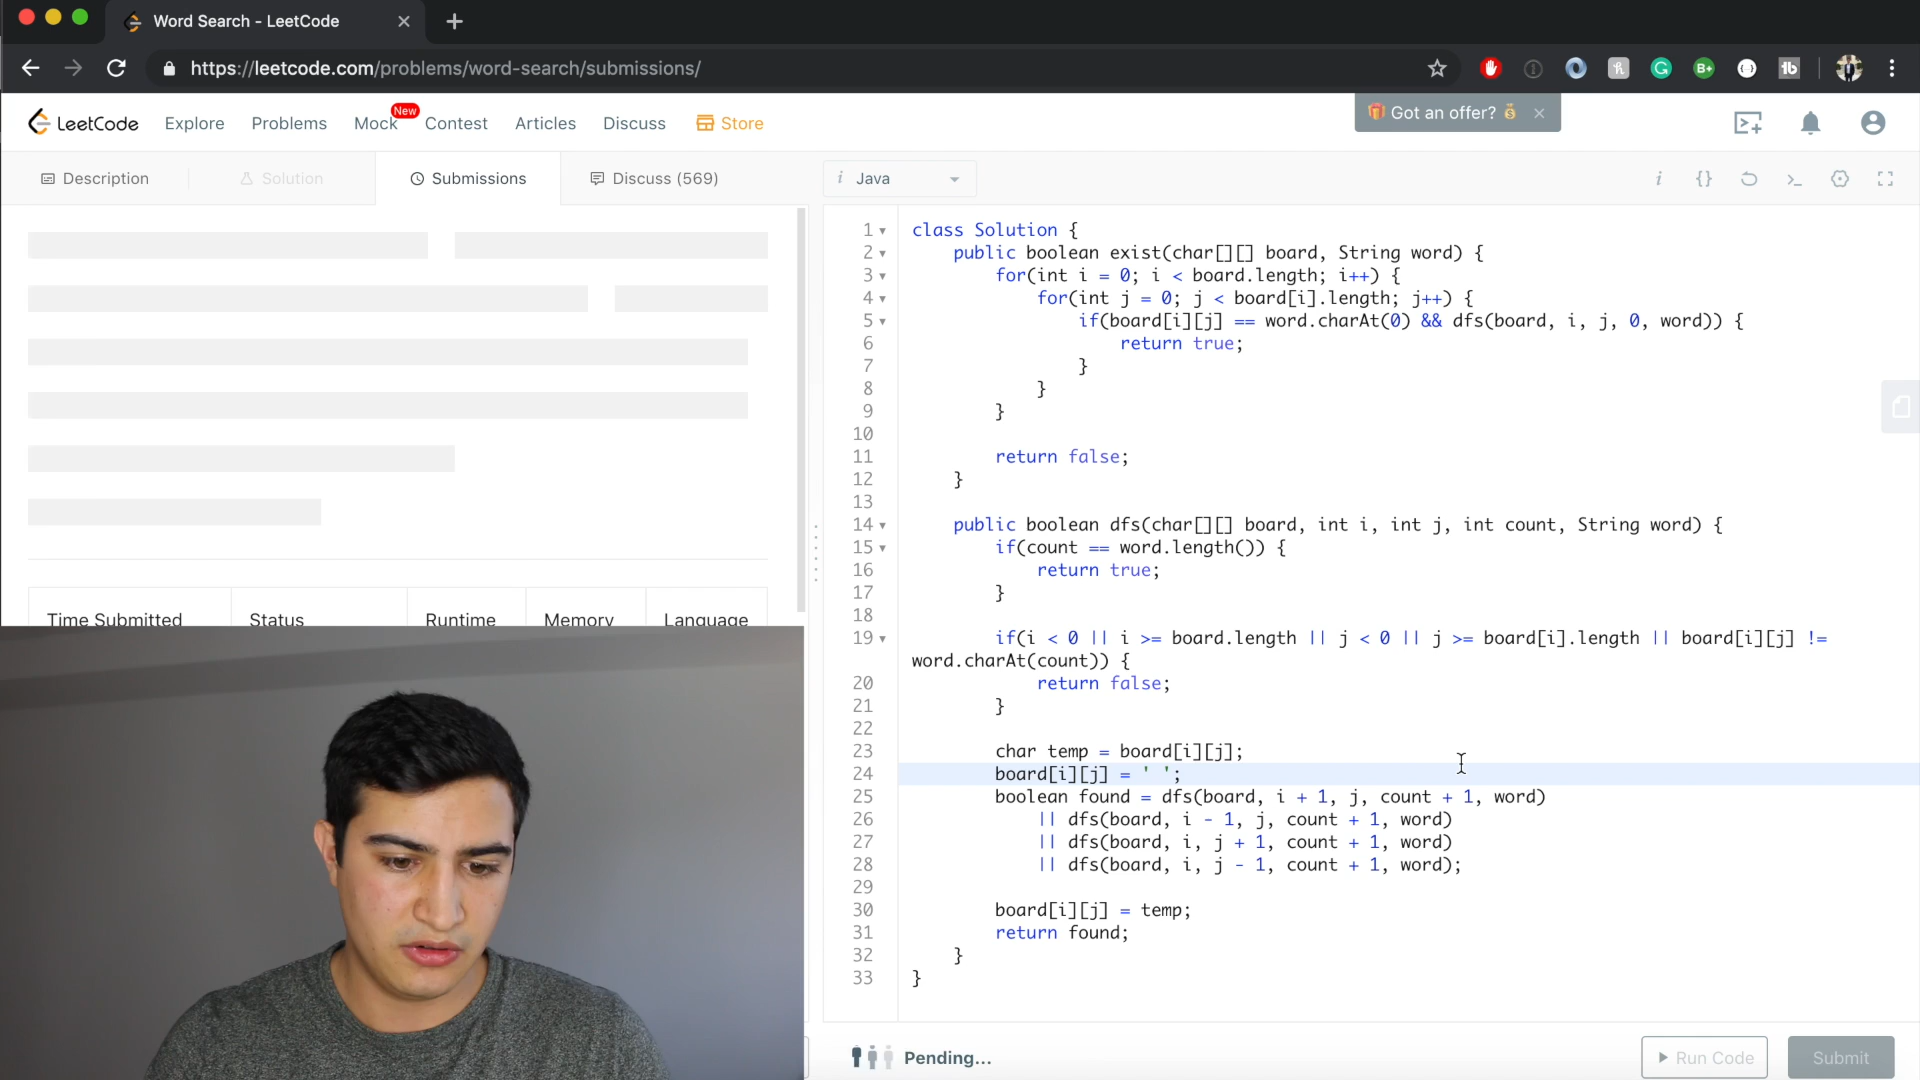 Word Search - LeetCode
https://leetcode.com/problems/word-search/submissions/
LeetCode
Explore
Problems
Mock
New
Contest
Articles
Discuss
Store
Got an offer?
Description
Solution
Submissions
Discuss (569)
i Java
Time Submitted
Status
Runtime
Memory
Language
1 class Solution {
2 public boolean exist(char[][] board, String word) {
3 for(int i = 0; i < board.length; i++) {
4 for(int j = 0; j < board[i].length; j++) {
5 if(board[i][j] == word.charAt(0) && dfs(board, i, j, 0, word)) {
6 return true;
7 }
8 }
9 }
10
11 return false;
12 }
13
14 public boolean dfs(char[][] board, int i, int j, int count, String word) {
15 if(count == word.length()) {
16 return true;
17 }
18
19 if(i < 0 || i >= board.length || j < 0 || j >= board[i].length || board[i][j] !=
word.charAt(count)) {
20 return false;
21 }
22
23 char temp = board[i][j];
24 board[i][j] = ' ';
25 boolean found = dfs(board, i + 1, j, count + 1, word)
26 || dfs(board, i - 1, j, count + 1, word)
27 || dfs(board, i, j + 1, count + 1, word)
28 || dfs(board, i, j - 1, count + 1, word);
29
30 board[i][j] = temp;
31 return found;
32 }
33 }
Pending...
Run Code
Submit